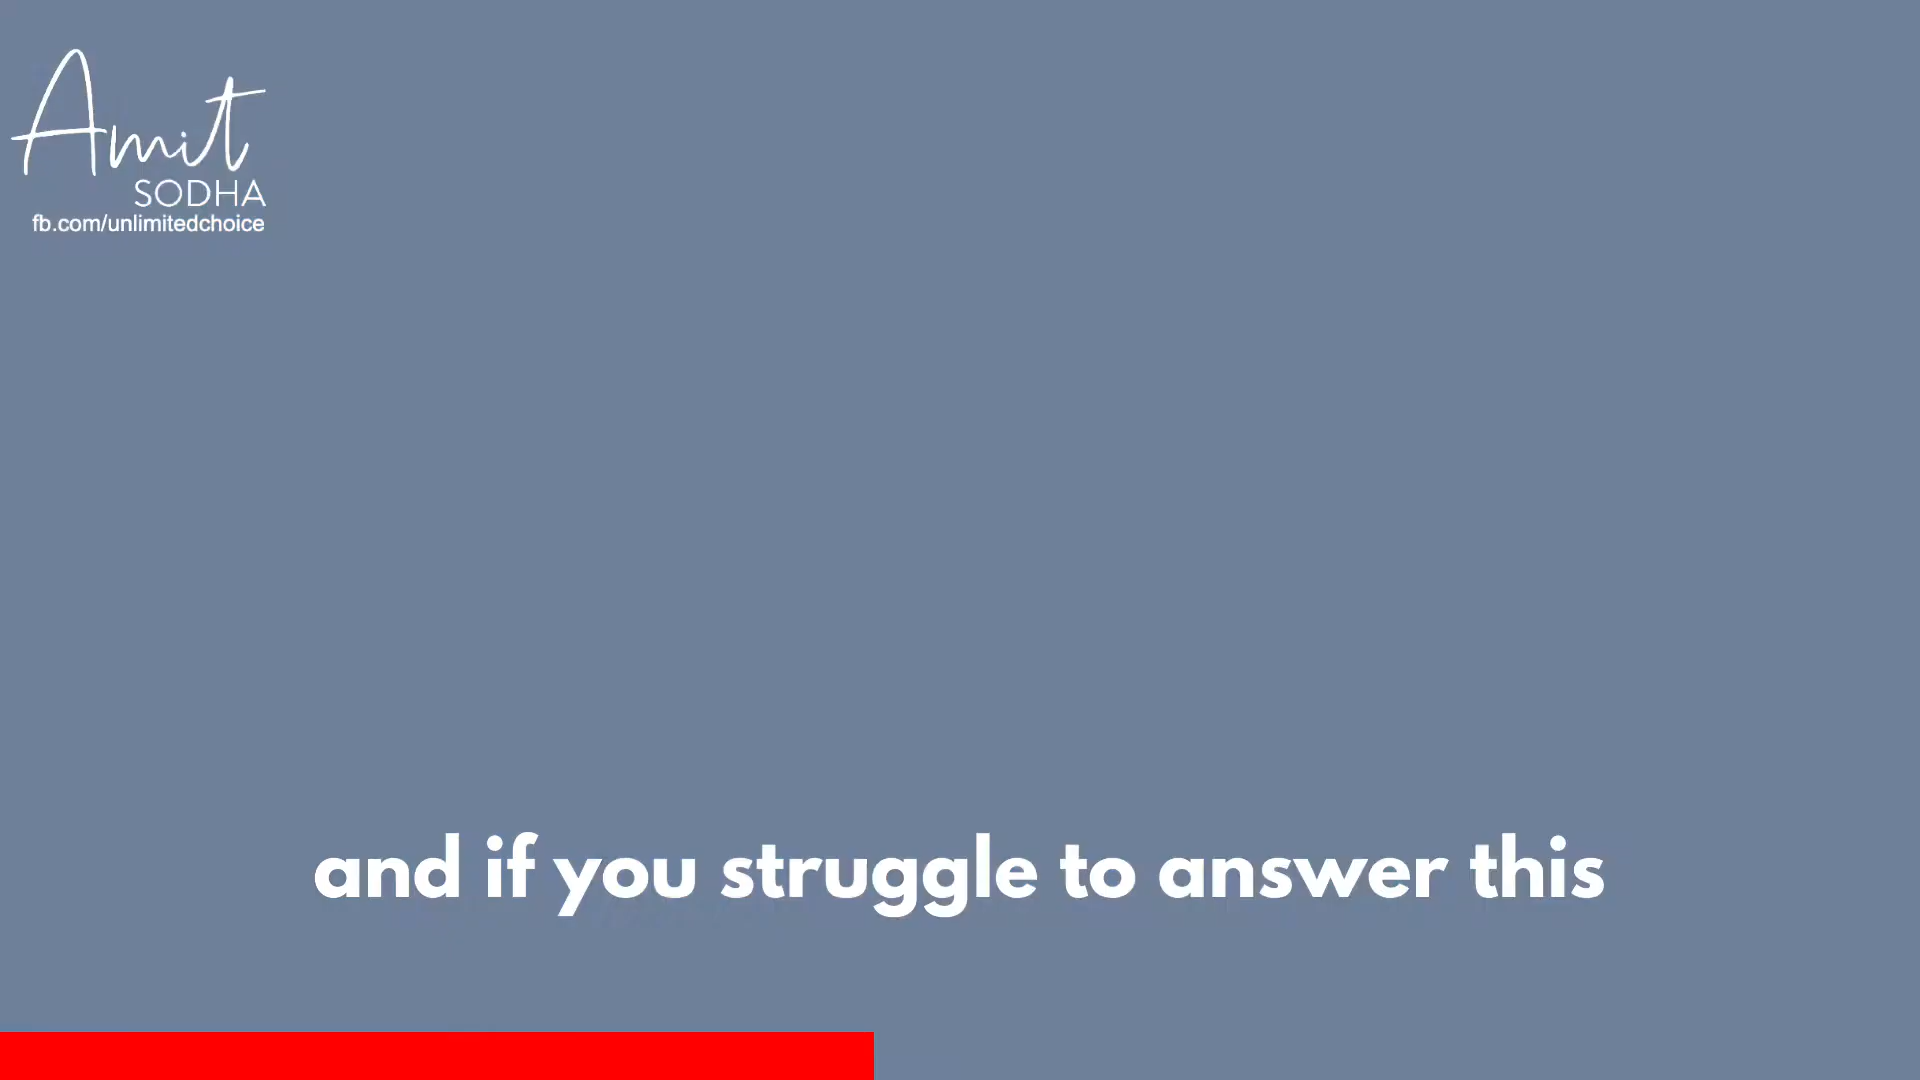 Amit
SODHA
fb.com/unlimitedchoice
and if you struggle to answer this